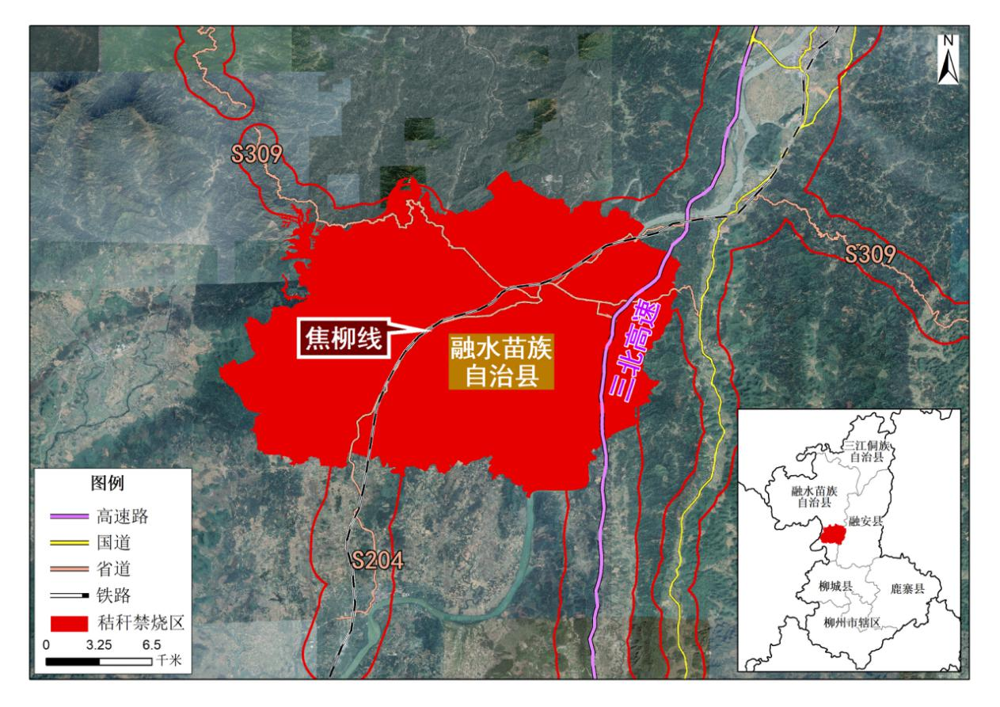 N
S309
S309
焦柳线
融水苗族
自治县
三北高速
S204
图例
高速路
国道
省道
铁路
秸秆禁烧区
0 3.25 6.5
千米
三江侗族
自治县
融水苗族
自治县
融安县
柳城县
鹿寨县
柳州市辖区